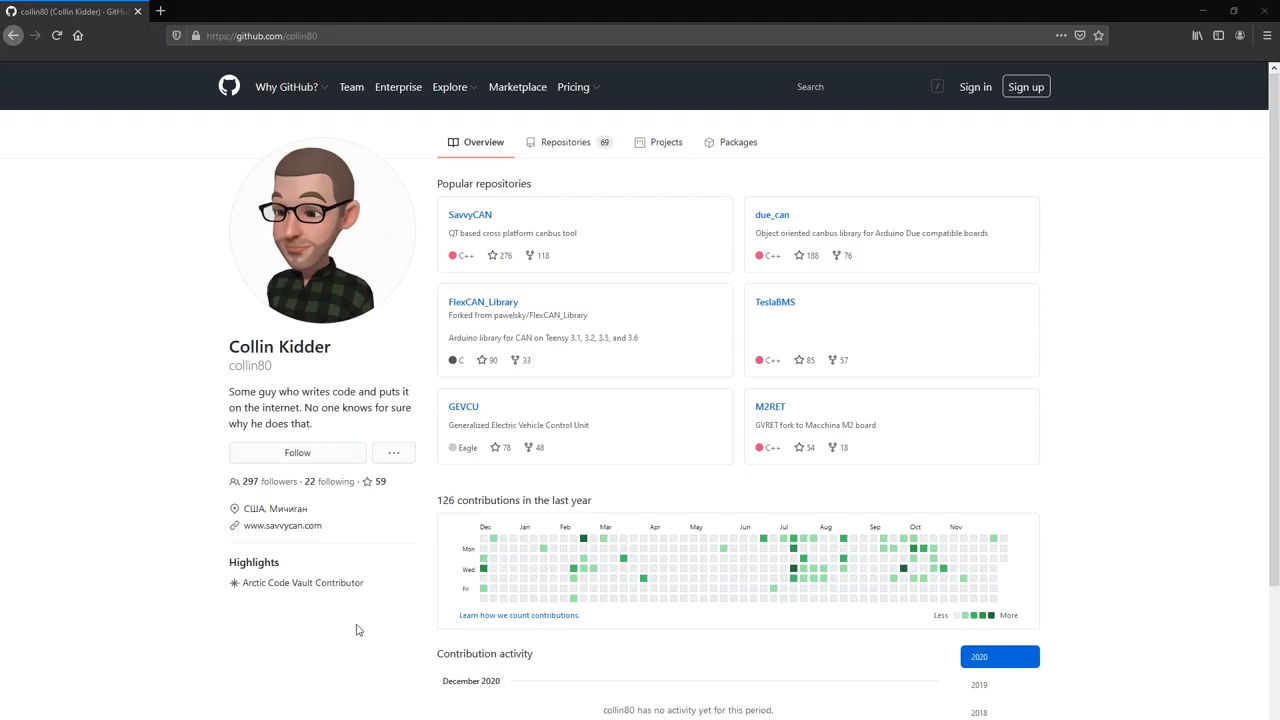 collin80 (Collin Kidder) · GitHu
https://github.com/collin80
Why GitHub?
Team
Enterprise
Explore
Marketplace
Pricing
Search
/
Sign in
Sign up
Overview
Repositories 69
Projects
Packages
Collin Kidder
collin80
Some guy who writes code and puts it
on the internet. No one knows for sure
why he does that.
Follow
297 followers · 22 following · 59
США, Мичиган
www.savvycan.com
Highlights
Arctic Code Vault Contributor
Popular repositories
SavvyCAN
QT based cross platform canbus tool
C++ 276 118
due_can
Object oriented canbus library for Arduino Due compatible boards
C++ 188 76
FlexCAN_Library
Forked from pawelsky/FlexCAN_Library
Arduino library for CAN on Teensy 3.1, 3.2, 3.5, and 3.6
C 90 33
TeslaBMS
C++ 85 57
GEVCU
Generalized Electric Vehicle Control Unit
Eagle 78 48
M2RET
GVRET fork to Macchina M2 board
C++ 54 18
126 contributions in the last year
Dec Jan Feb Mar Apr May Jun Jul Aug Sep Oct Nov
Mon
Wed
Fri
Learn how we count contributions.
Less More
Contribution activity
2020
2019
2018
December 2020
collin80 has no activity yet for this period.